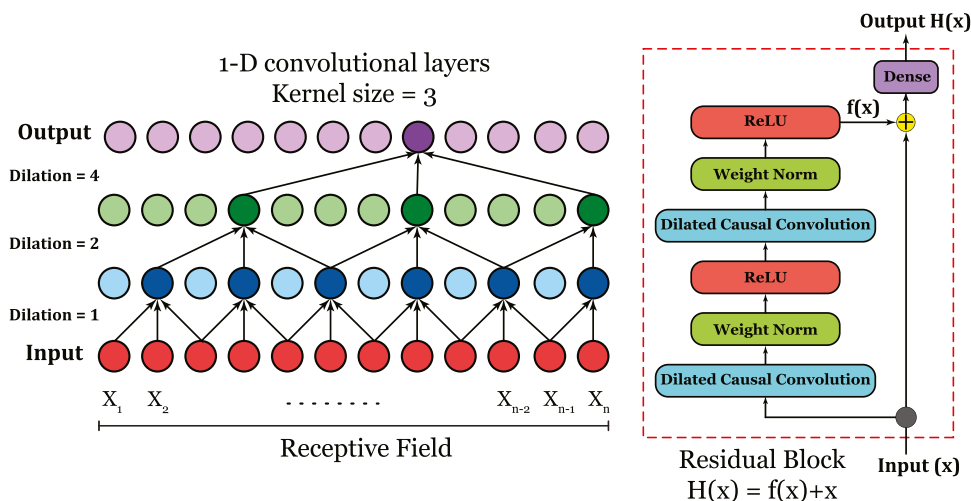 1-D convolutional layers
Kernel size = 3
Output
Dilation = 4
Dilation = 2
Dilation = 1
Input
X1 X2 ........ Xn-2 Xn-1 Xn
Receptive Field
Output H(x)
Dense
f(x)
+
ReLU
Weight Norm
Dilated Causal Convolution
ReLU
Weight Norm
Dilated Causal Convolution
Input (x)
Residual Block
H(x) = f(x)+x